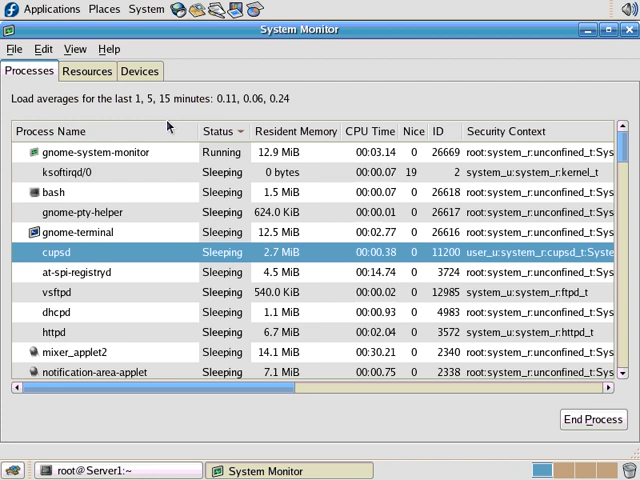 Applications Places System
System Monitor
File Edit View Help
Processes Resources Devices
Load averages for the last 1, 5, 15 minutes: 0.11, 0.06, 0.24
Process Name Status Resident Memory CPU Time Nice ID Security Context
gnome-system-monitor Running 12.9 MiB 00:03.14 0 26669 root:system_r:unconfined_t:Sys
ksoftirqd/0 Sleeping 0 bytes 00:00.07 19 2 system_u:system_r:kernel_t
bash Sleeping 1.5 MiB 00:00.07 0 26618 root:system_r:unconfined_t:Sys
gnome-pty-helper Sleeping 624.0 KiB 00:00.01 0 26617 root:system_r:unconfined_t:Sys
gnome-terminal Sleeping 12.5 MiB 00:02.77 0 26616 root:system_r:unconfined_t:Sys
cupsd Sleeping 2.7 MiB 00:00.38 0 11200 user_u:system_r:cupsd_t:Syste
at-spi-registryd Sleeping 4.5 MiB 00:14.74 0 3724 root:system_r:unconfined_t:Sys
vsftpd Sleeping 540.0 KiB 00:00.02 0 12985 system_u:system_r:ftpd_t
dhcpd Sleeping 1.1 MiB 00:00.93 0 4983 root:system_r:unconfined_t:Sys
httpd Sleeping 6.7 MiB 00:02.04 0 3572 system_u:system_r:httpd_t
mixer_applet2 Sleeping 14.1 MiB 00:30.21 0 2340 root:system_r:unconfined_t:Sys
notification-area-applet Sleeping 7.1 MiB 00:00.75 0 2338 root:system_r:unconfined_t:Sys
End Process
root@Server1:~ System Monitor